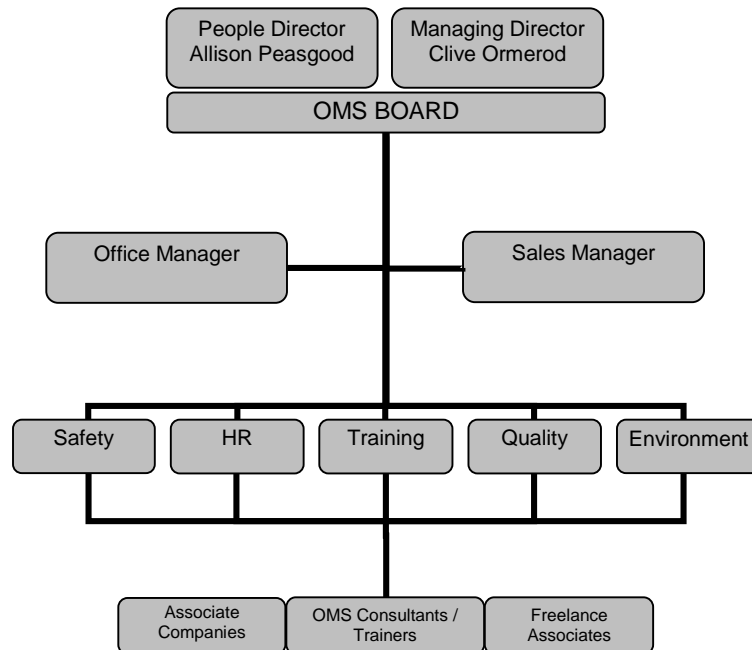 People Director
Allison Peasgood
Managing Director
Clive Ormerod
OMS BOARD
Office Manager
Sales Manager
Safety
HR
Training
Quality
Environment
Associate
Companies
OMS Consultants /
Trainers
Freelance
Associates